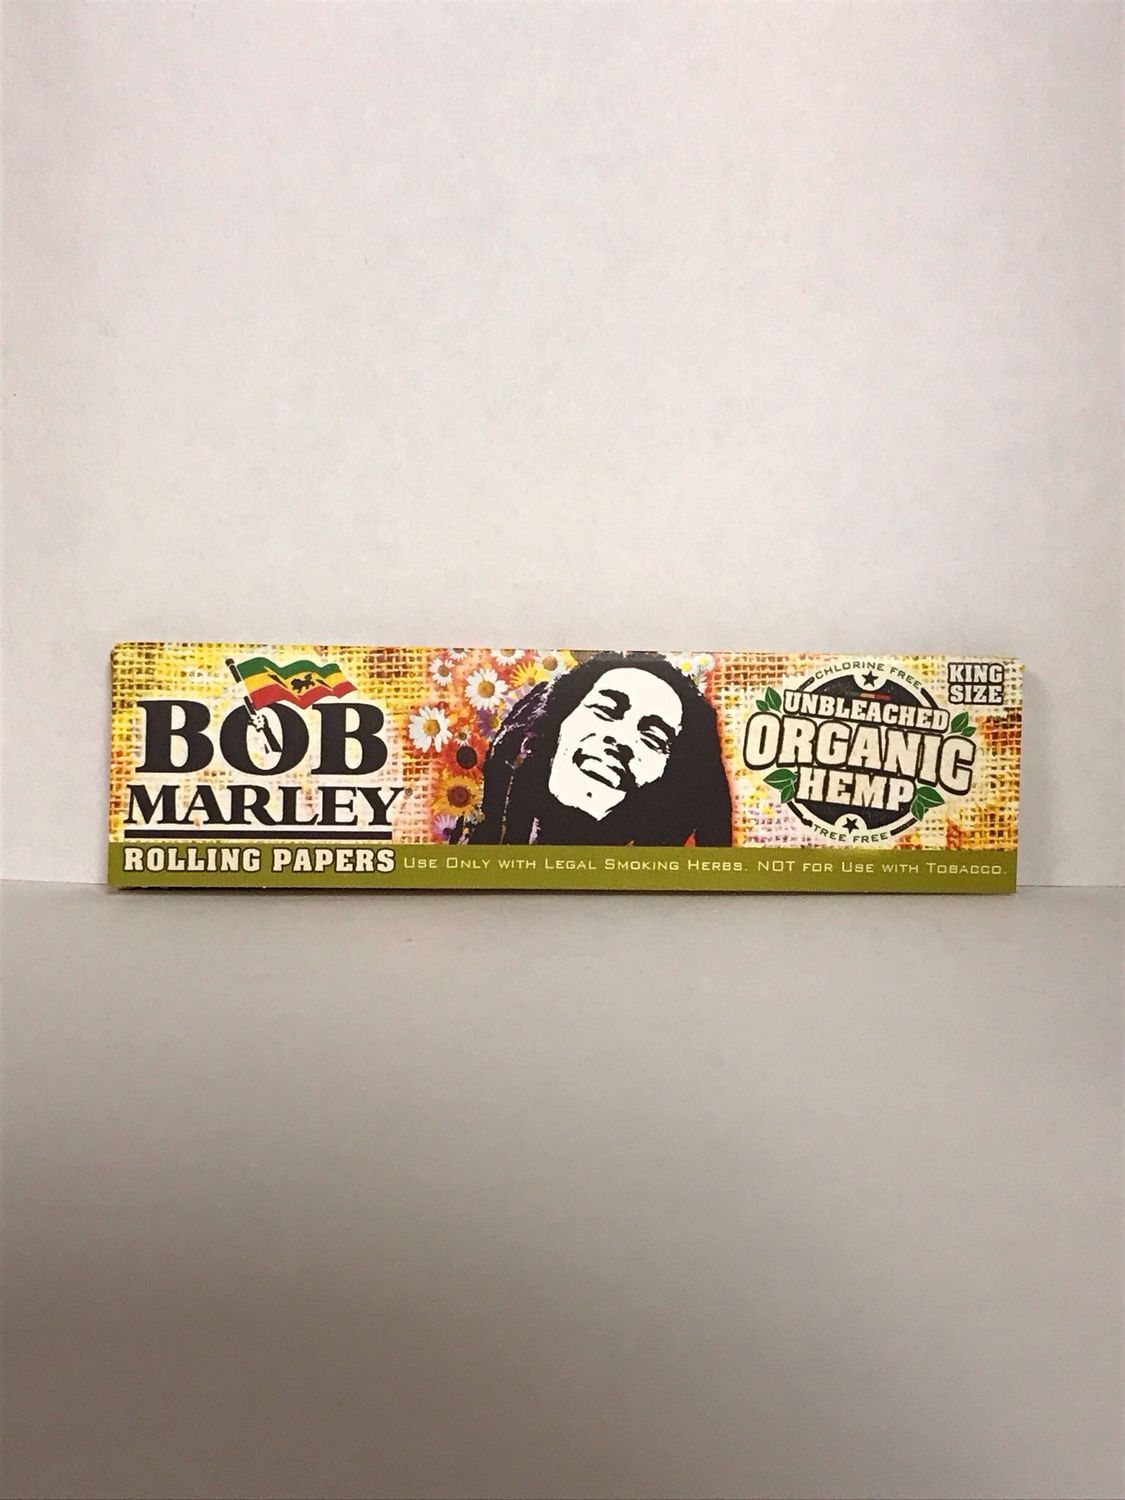 BOB
MARLEY®
ROLLING PAPERS
USE ONLY WITH LEGAL SMOKING HERBS. NOT FOR USE WITH TOBACCO.
CHLORINE FREE
UNBLEACHED
ORGANIC
HEMP
TREE FREE
KING
SIZE